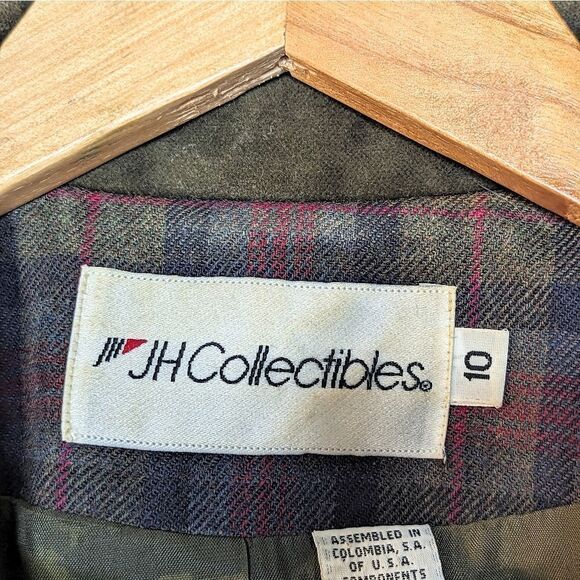 JH Collectibles®
10
ASSEMBLED IN
COLOMBIA, S.A.
OF U.S.A.
COMPONENTS